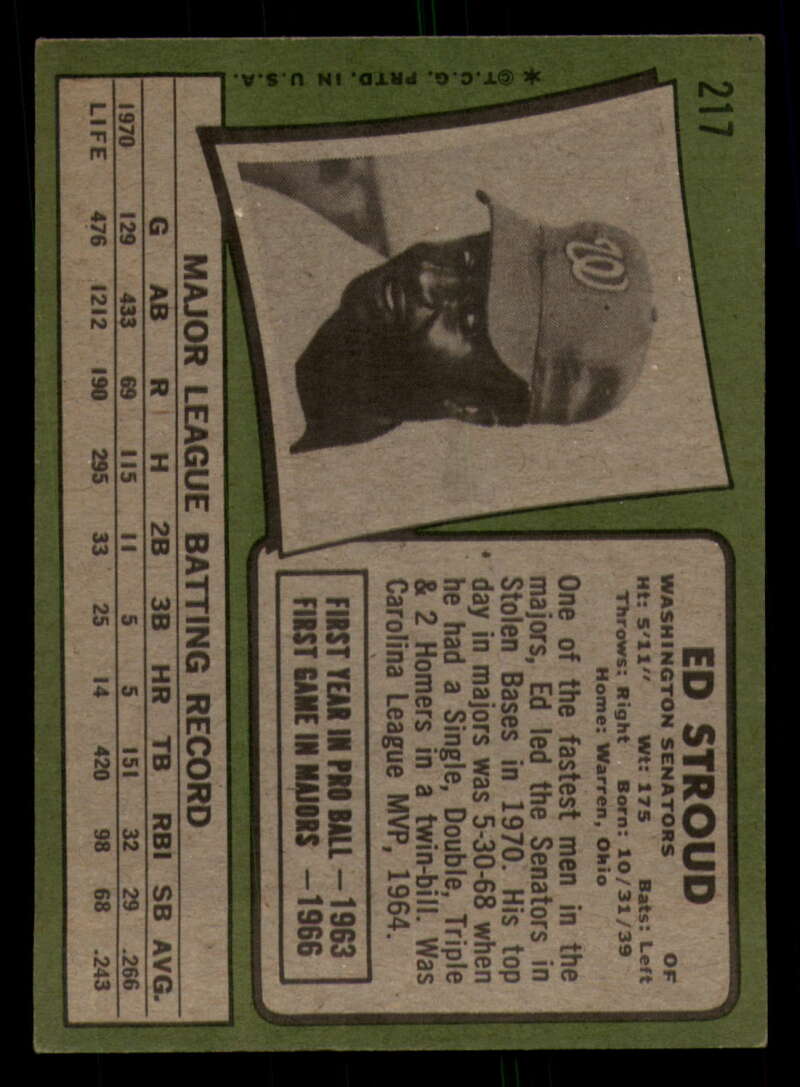 217
ED STROUD
WASHINGTON SENATORS OF
Ht: 5'11" Wt: 175 Bats: Left
Throws: Right Born: 10/31/39
Home: Warren, Ohio
One of the fastest men in the
majors, Ed led the Senators in
Stolen Bases in 1970. His top
day in majors was 5-30-68 when
he had a Single, Double, Triple
& 2 Homers in a twin-bill. Was
Carolina League MVP, 1964.
FIRST YEAR IN PRO BALL — 1963
FIRST GAME IN MAJORS — 1966
W
✶ ©T.C.G. PRTD. IN U.S.A.
MAJOR LEAGUE BATTING RECORD
G AB R H 2B 3B HR TB RBI SB AVG.
1970 129 433 69 115 11 5 5 151 32 29 .266
LIFE 476 1212 190 295 33 25 14 420 98 68 .243